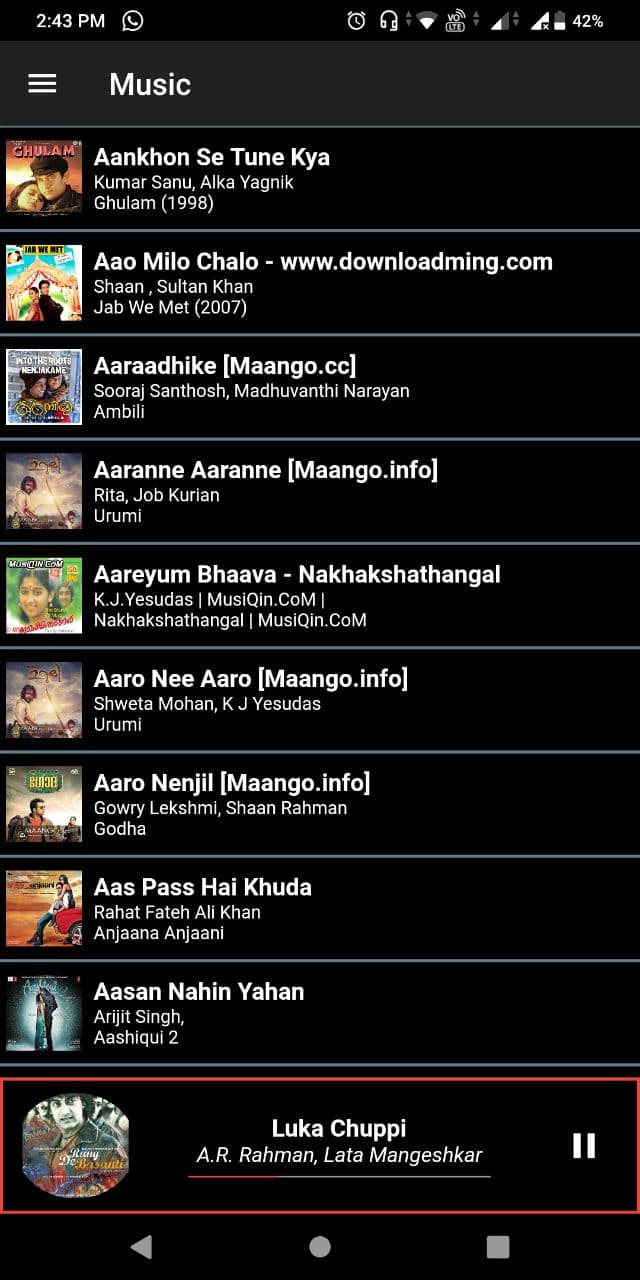 2:43 PM
VO))
LTE
42%
Music
GHULAM
Aankhon Se Tune Kya
Kumar Sanu, Alka Yagnik
Ghulam (1998)
JAB WE MET
Aao Milo Chalo - www.downloadming.com
Shaan , Sultan Khan
Jab We Met (2007)
INTO THE ROOTS
NENJAKAME
Aaraadhike [Maango.cc]
Sooraj Santhosh, Madhuvanthi Narayan
Ambili
Aaranne Aaranne [Maango.info]
Rita, Job Kurian
Urumi
MUSIQIN.COM
Aareyum Bhaava - Nakhakshathangal
K.J.Yesudas | MusiQin.CoM |
Nakhakshathangal | MusiQin.CoM
Aaro Nee Aaro [Maango.info]
Shweta Mohan, K J Yesudas
Urumi
ഗോദ
Aaro Nenjil [Maango.info]
Gowry Lekshmi, Shaan Rahman
Godha
Aas Pass Hai Khuda
Rahat Fateh Ali Khan
Anjaana Anjaani
Aasan Nahin Yahan
Arijit Singh,
Aashiqui 2
Rang
De Basanti
Luka Chuppi
A.R. Rahman, Lata Mangeshkar